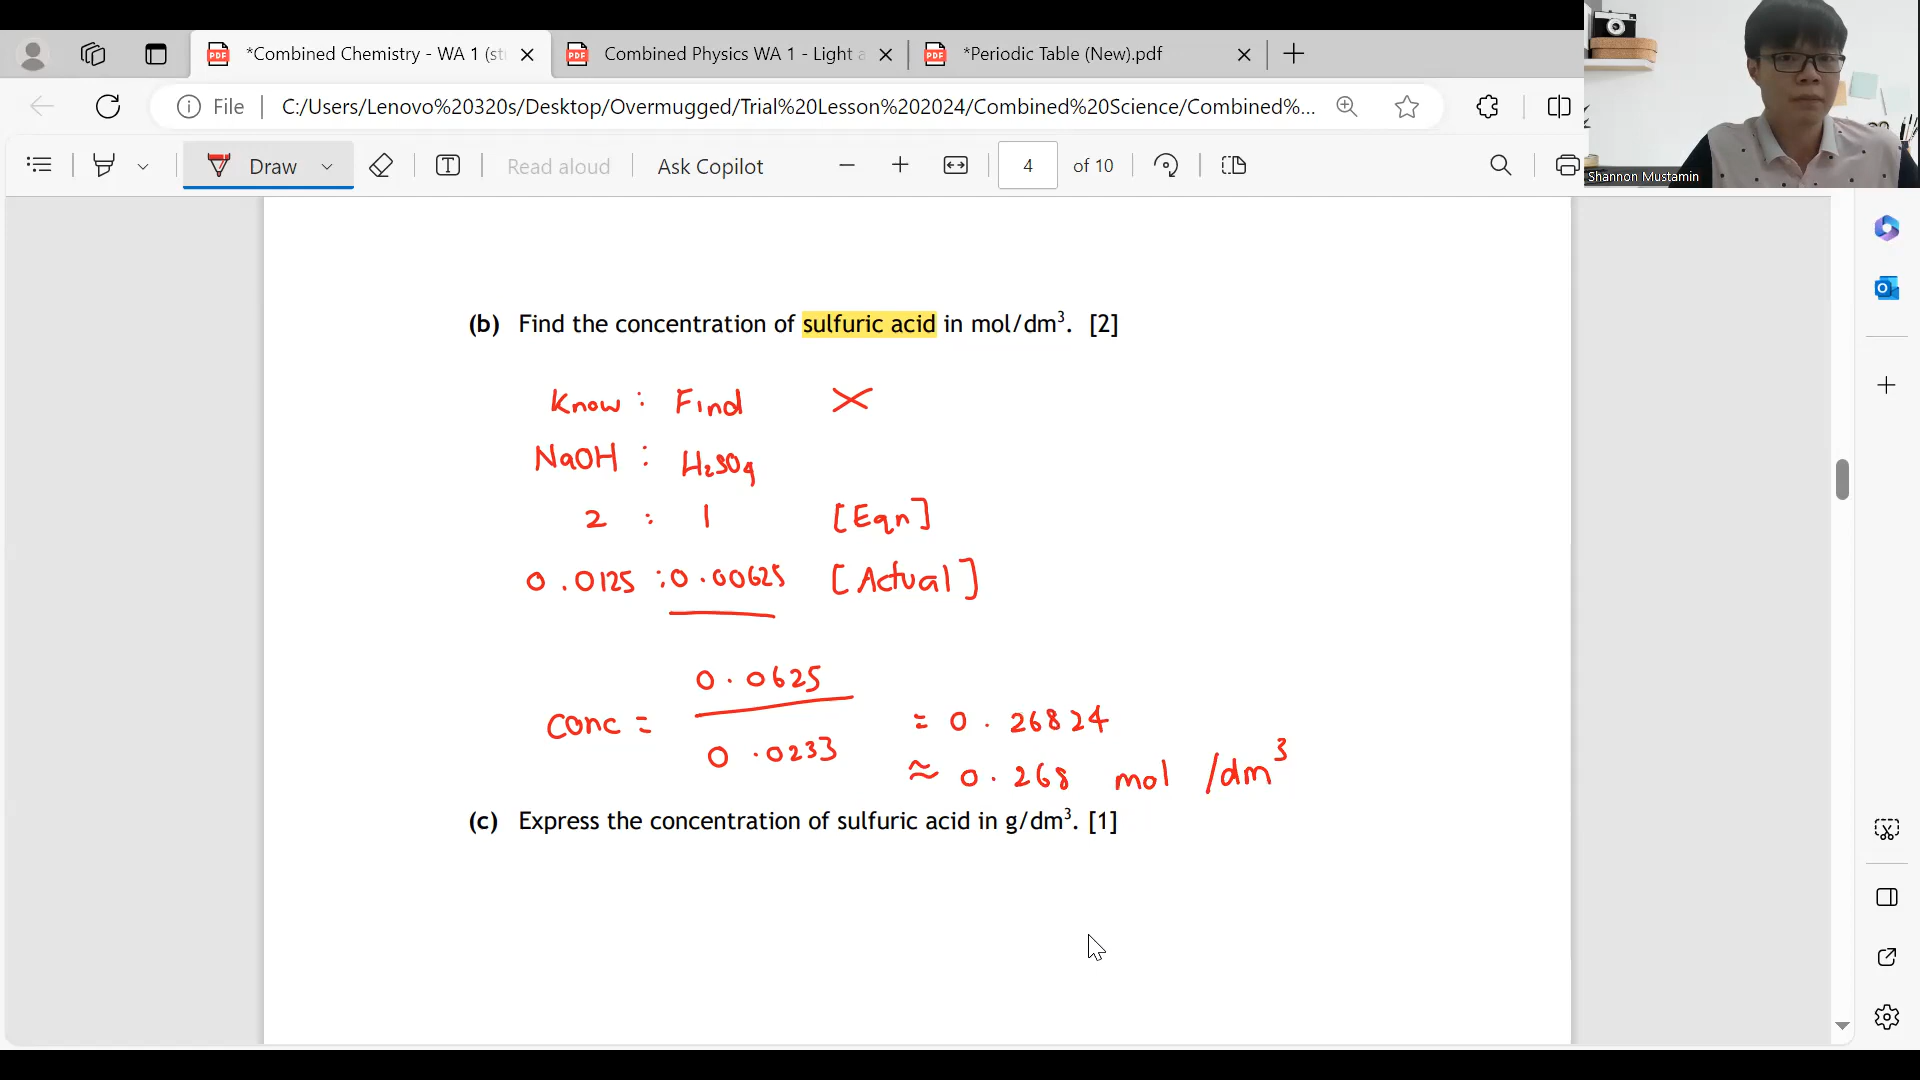 *Combined Chemistry - WA 1 (st
Combined Physics WA 1 - Light a
*Periodic Table (New).pdf
File
C:/Users/Lenovo%20320s/Desktop/Overmugged/Trial%20Lesson%202024/Combined%20Science/Combined%...
Draw
Read aloud
Ask Copilot
4
of 10
Shannon Mustamin
(b) Find the concentration of sulfuric acid in mol/dm³. [2]
Know : Find ×
NaOH : H₂SO₄
2 : 1 [Eqn]
0.0125 : 0.00625 [Actual]
0.0625
conc = = 0.26824
0.0233
≈ 0.268 mol /dm³
(c) Express the concentration of sulfuric acid in g/dm³. [1]